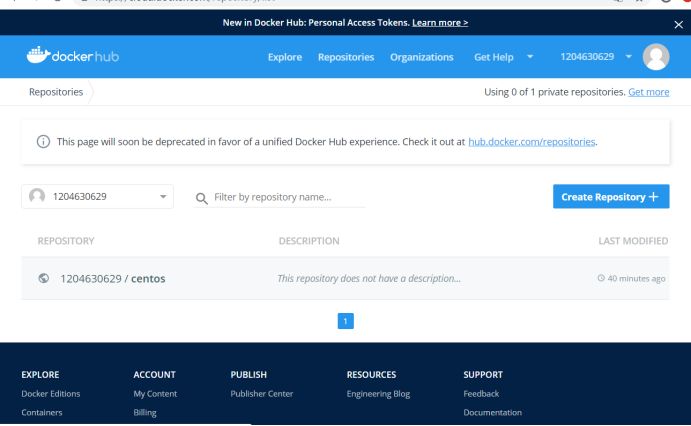 New in Docker Hub: Personal Access Tokens. Learn more >
dockerhub
Explore Repositories Organizations Get Help 1204630629
Repositories
Using 0 of 1 private repositories. Get more
This page will soon be deprecated in favor of a unified Docker Hub experience. Check it out at hub.docker.com/repositories.
1204630629
Filter by repository name...
Create Repository +
REPOSITORY DESCRIPTION LAST MODIFIED
1204630629 / centos This repository does not have a description... 40 minutes ago
1
EXPLORE ACCOUNT PUBLISH RESOURCES SUPPORT
Docker Editions My Content Publisher Center Engineering Blog Feedback
Containers Billing Documentation